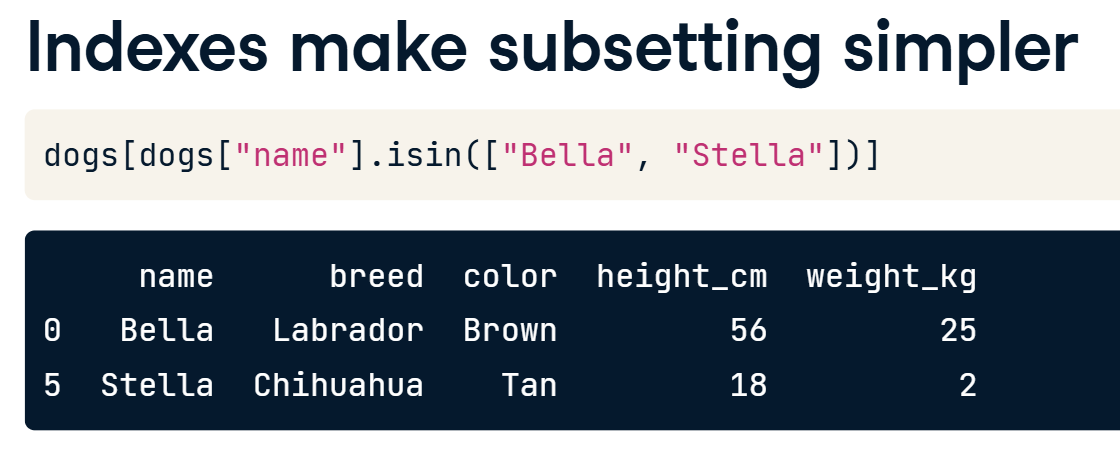 Indexes make subsetting simpler
dogs[dogs["name"].isin(["Bella", "Stella"])]
name breed color height_cm weight_kg
0 Bella Labrador Brown 56 25
5 Stella Chihuahua Tan 18 2